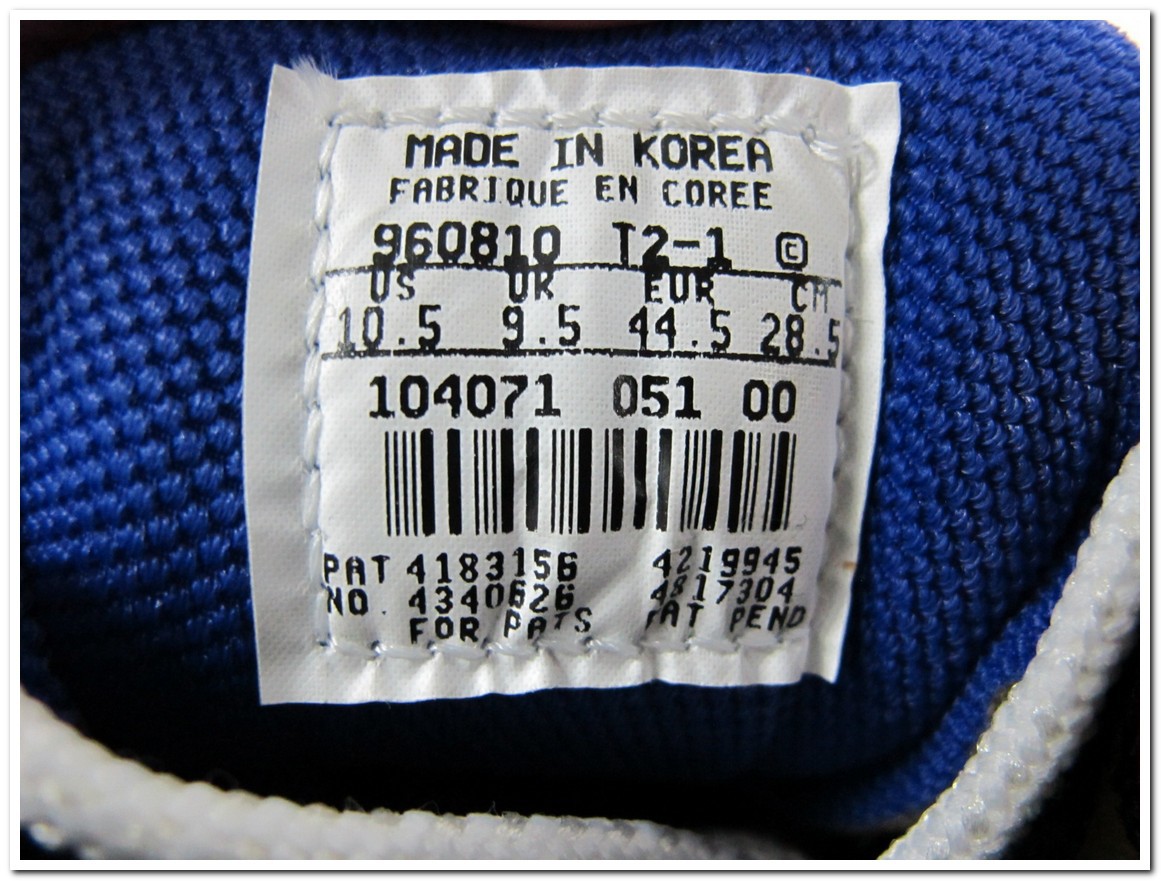 MADE IN KOREA
FABRIQUE EN COREE
960810 T2-1 ©
US UK EUR CM
10.5 9.5 44.5 28.5
104071 051 00
PAT 4183156 4219945
NO. 4340626 4817304
FOR PATS PAT PEND